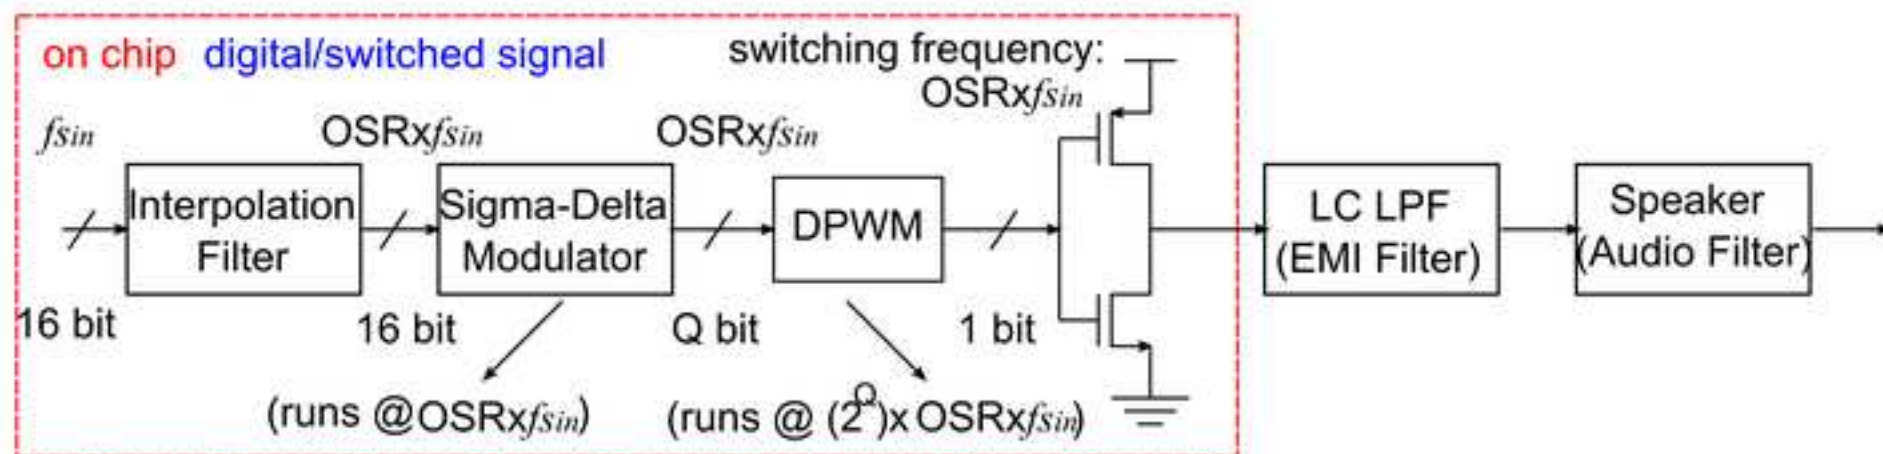 on chip digital/switched signal
switching frequency:
OSRxfsin
fsin
OSRxfsin
OSRxfsin
Interpolation
Filter
Sigma-Delta
Modulator
DPWM
LC LPF
(EMI Filter)
Speaker
(Audio Filter)
16 bit
16 bit
Q bit
1 bit
(runs @OSRxfsin)
(runs @ (2^Q)x OSRxfsin)